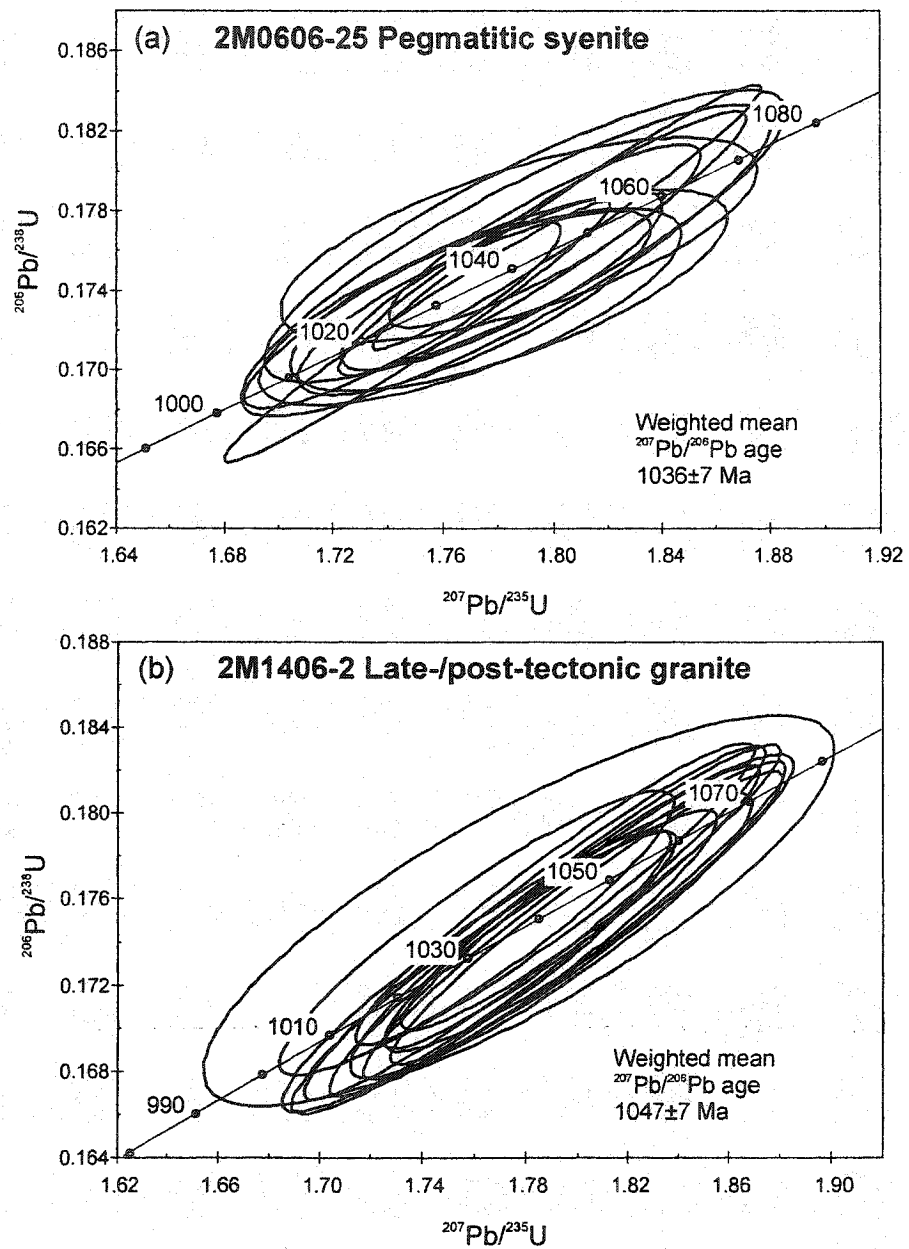 (a) 2M0606-25 Pegmatitic syenite
0.186
0.182
0.178
0.174
0.170
0.166
0.162
²⁰⁶Pb/²³⁸U
1080
1060
1040
1020
1000
Weighted mean
²⁰⁷Pb/²⁰⁶Pb age
1036±7 Ma
1.64 1.68 1.72 1.76 1.80 1.84 1.88 1.92
²⁰⁷Pb/²³⁵U
(b) 2M1406-2 Late-/post-tectonic granite
0.188
0.184
0.180
0.176
0.172
0.168
0.164
²⁰⁶Pb/²³⁸U
1070
1050
1030
1010
990
Weighted mean
²⁰⁷Pb/²⁰⁶Pb age
1047±7 Ma
1.62 1.66 1.70 1.74 1.78 1.82 1.86 1.90
²⁰⁷Pb/²³⁵U